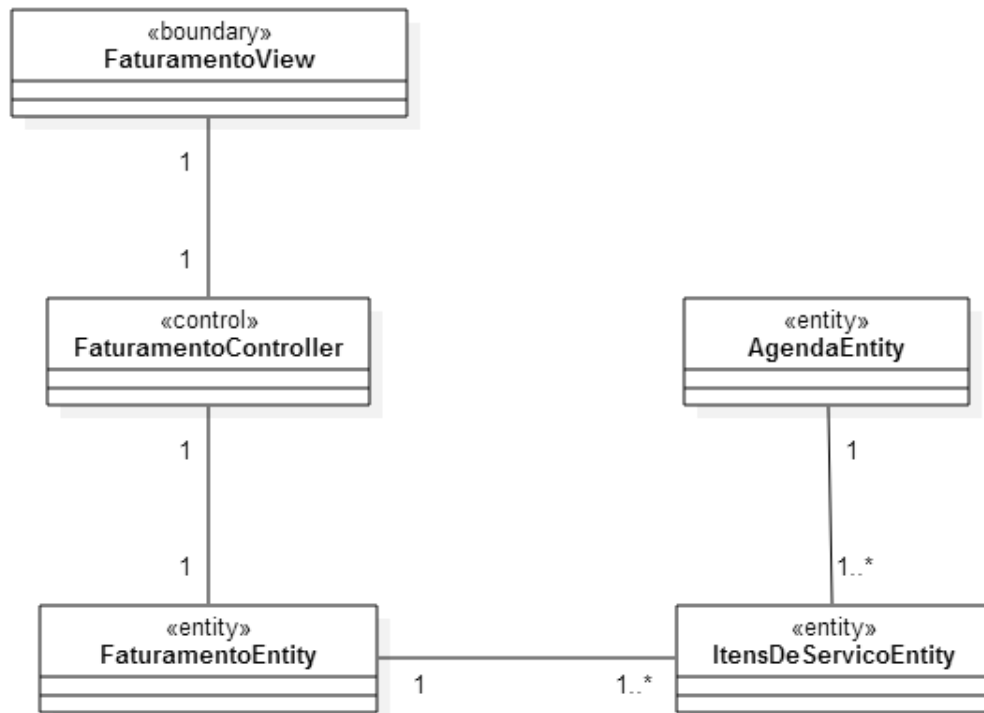 «boundary»
FaturamentoView
1
1
«control»
FaturamentoController
«entity»
AgendaEntity
1
1
1
1..*
«entity»
FaturamentoEntity
«entity»
ItensDeServicoEntity
1
1..*